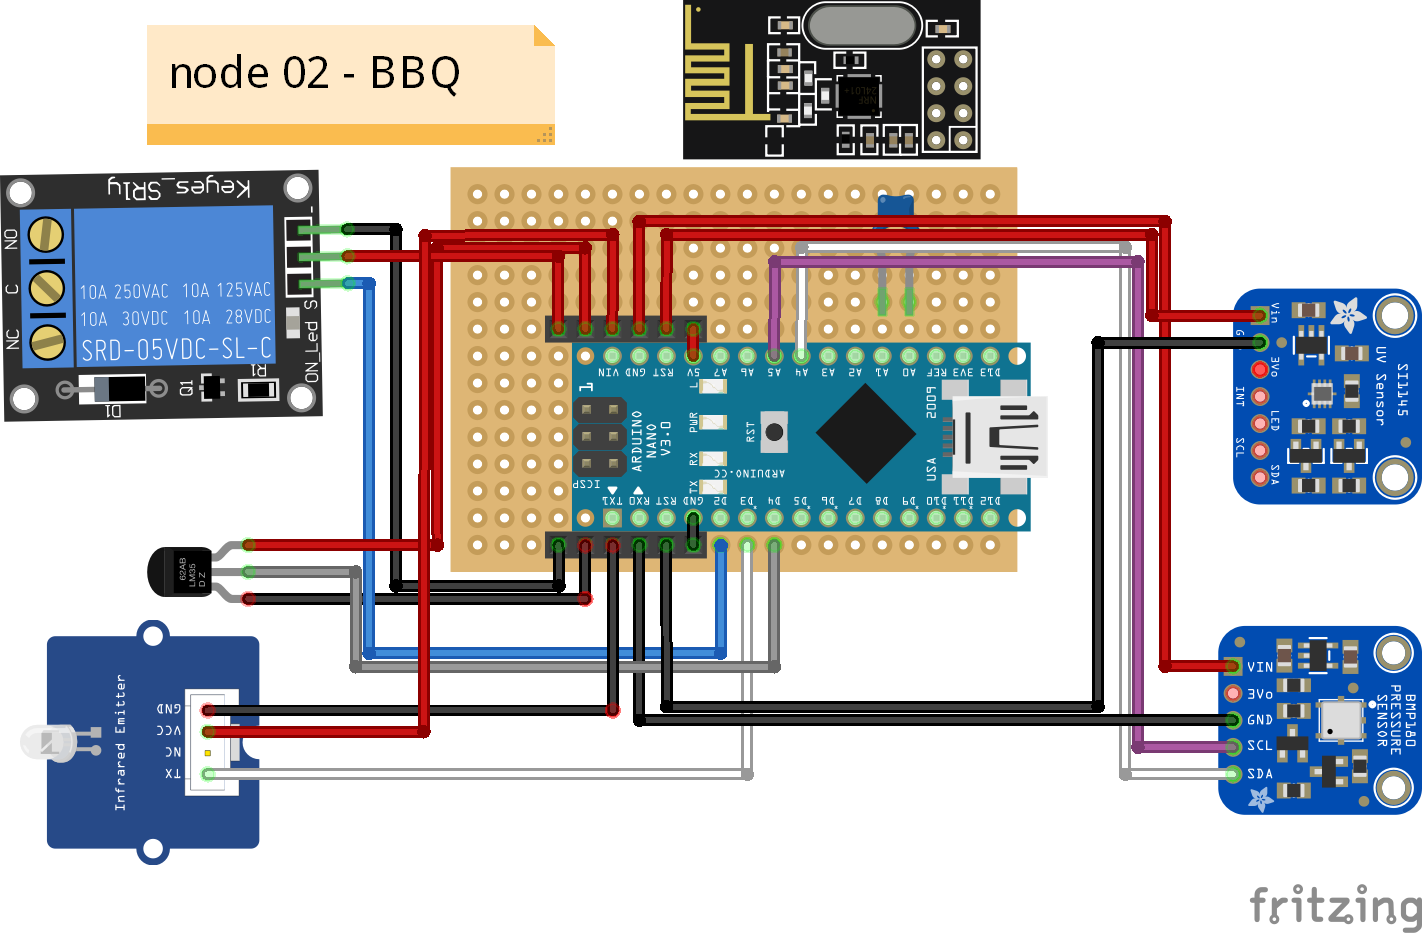 node 02 - BBQ
NRF
24L01+
Keyes_SR1y
NO
C
NC
-
S
10A 250VAC 10A 125VAC
10A 30VDC 10A 28VDC
SRD-05VDC-SL-C
ON_Led
D1
Q1
R1
VIN GND RST 5V A7 A6 A5 A4 A3 A2 A1 A0 REF 3V3 D13
L
PWR
RX
TX
RST
ARDUINO
NANO
V3.0
ICSP
ARDUINO.CC
USA
2009
TX1 RX0 RST GND D2 D3 D4 D5 D6 D7 D8 D9 D10 D11 D12
62AB
LM35
D Z
Infrared Emitter
GND
VCC
NC
TX
Vin
G
3Vo
INT
LED
SCL
SDA
SI1145
UV Sensor
VIN
3Vo
GND
SCL
SDA
BMP180
PRESSURE
SENSOR
fritzing